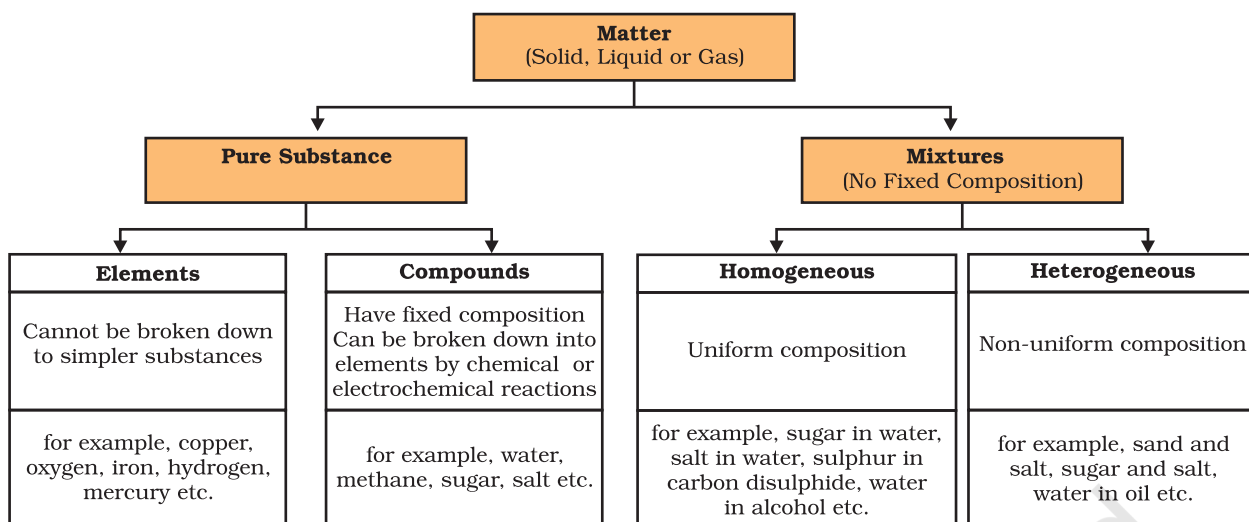 Matter
(Solid, Liquid or Gas)
Pure Substance
Mixtures
(No Fixed Composition)
Elements
Cannot be broken down
to simpler substances
for example, copper,
oxygen, iron, hydrogen,
mercury etc.
Compounds
Have fixed composition
Can be broken down into
elements by chemical or
electrochemical reactions
for example, water,
methane, sugar, salt etc.
Homogeneous
Uniform composition
for example, sugar in water,
salt in water, sulphur in
carbon disulphide, water
in alcohol etc.
Heterogeneous
Non-uniform composition
for example, sand and
salt, sugar and salt,
water in oil etc.